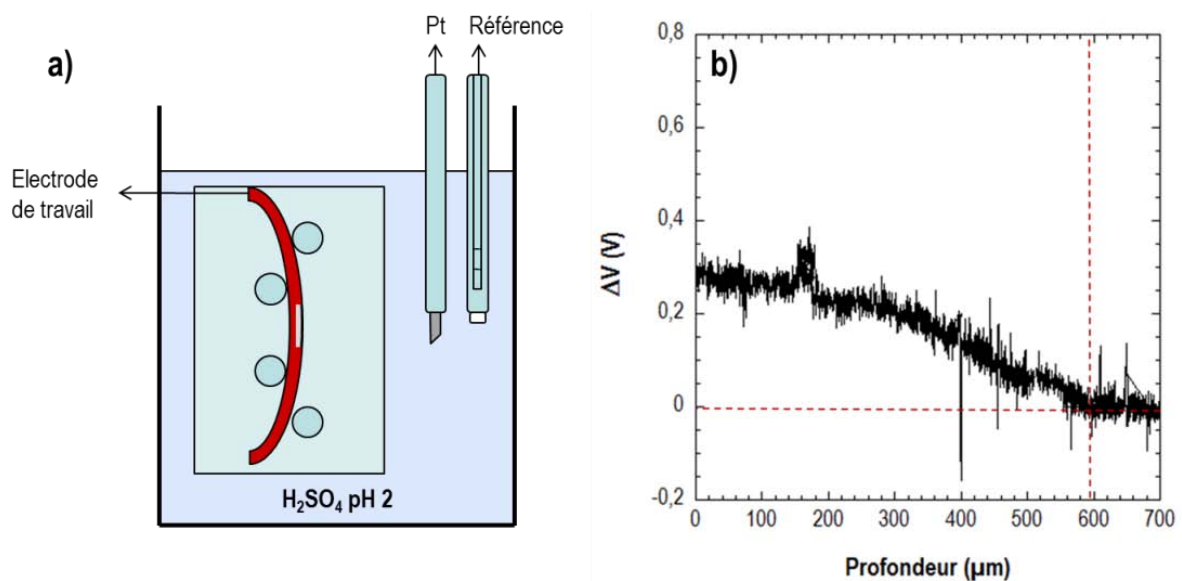 a)
Pt
Référence
Electrode
de travail
H₂SO₄ pH 2
b)
ΔV (V)
0,8
0,6
0,4
0,2
0
-0,2
0 100 200 300 400 500 600 700
Profondeur (µm)